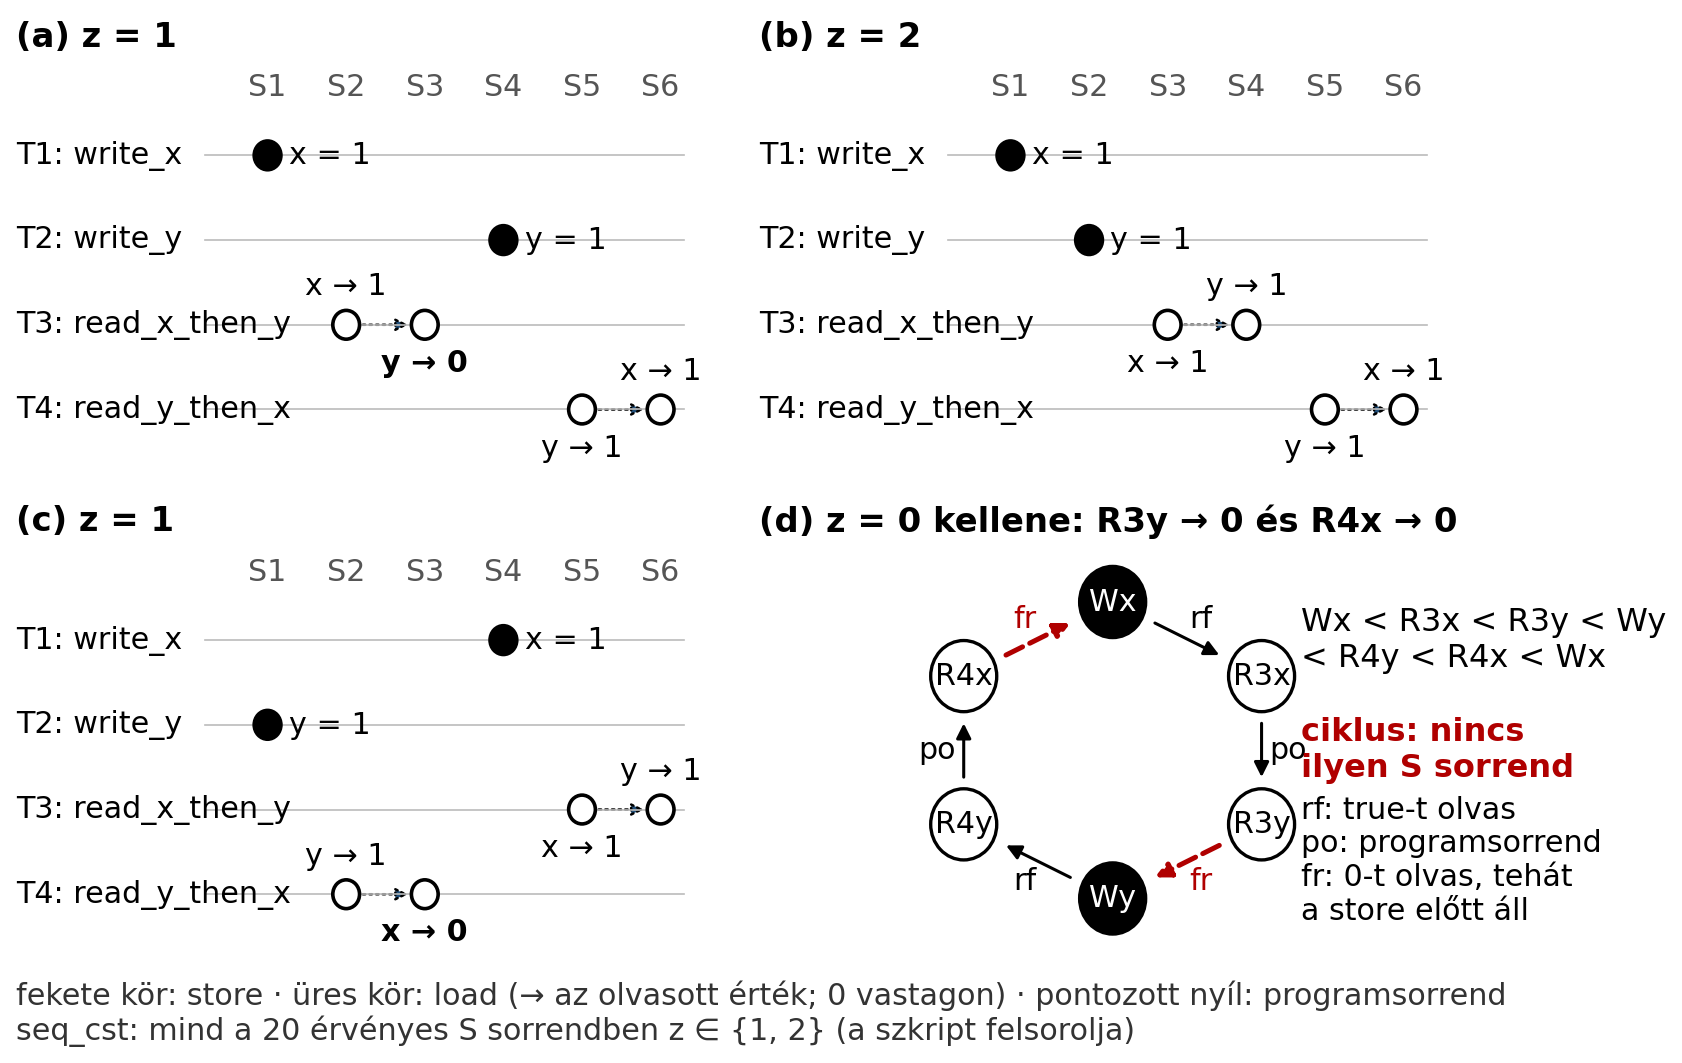 (a) z = 1
S1 S2 S3 S4 S5 S6
T1: write_x
x = 1
T2: write_y
y = 1
x → 1
T3: read_x_then_y
y → 0
x → 1
T4: read_y_then_x
y → 1
(b) z = 2
S1 S2 S3 S4 S5 S6
T1: write_x
x = 1
T2: write_y
y = 1
y → 1
T3: read_x_then_y
x → 1
x → 1
T4: read_y_then_x
y → 1
(c) z = 1
S1 S2 S3 S4 S5 S6
T1: write_x
x = 1
T2: write_y
y = 1
y → 1
T3: read_x_then_y
x → 1
y → 1
T4: read_y_then_x
x → 0
(d) z = 0 kellene: R3y → 0 és R4x → 0
Wx
fr
rf
R4x
R3x
po
po
R4y
R3y
rf
fr
Wy
Wx < R3x < R3y < Wy
< R4y < R4x < Wx
ciklus: nincs
ilyen S sorrend
rf: true-t olvas
po: programsorrend
fr: 0-t olvas, tehát
a store előtt áll
fekete kör: store · üres kör: load (→ az olvasott érték; 0 vastagon) · pontozott nyíl: programsorrend
seq_cst: mind a 20 érvényes S sorrendben z ∈ {1, 2} (a szkript felsorolja)